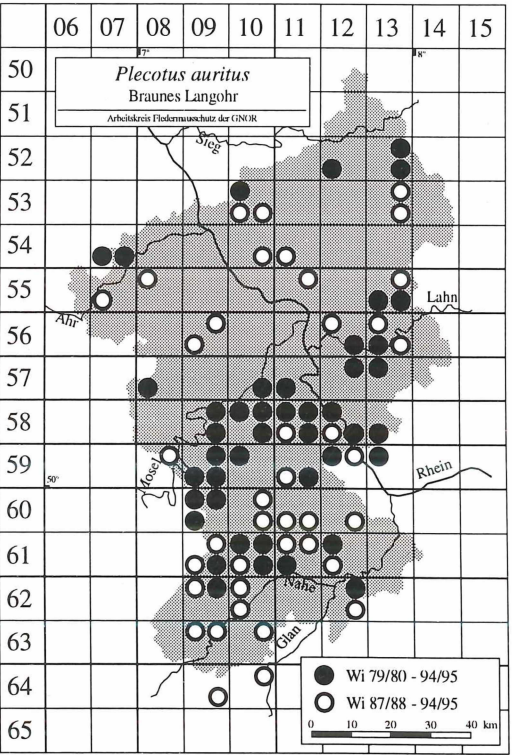 06 07 08 09 10 11 12 13 14 15
7° 8°
50
Plecotus auritus
Braunes Langohr
Arbeitskreis Fledermausschutz der GNOR
51
Sieg
52
53
54
55
Lahn
Ahr
56
57
58
59
Mosel
Rhein
50°
60
61
Nahe
62
63
Glan
64
Wi 79/80 - 94/95
Wi 87/88 - 94/95
0 10 20 30 40 km
65